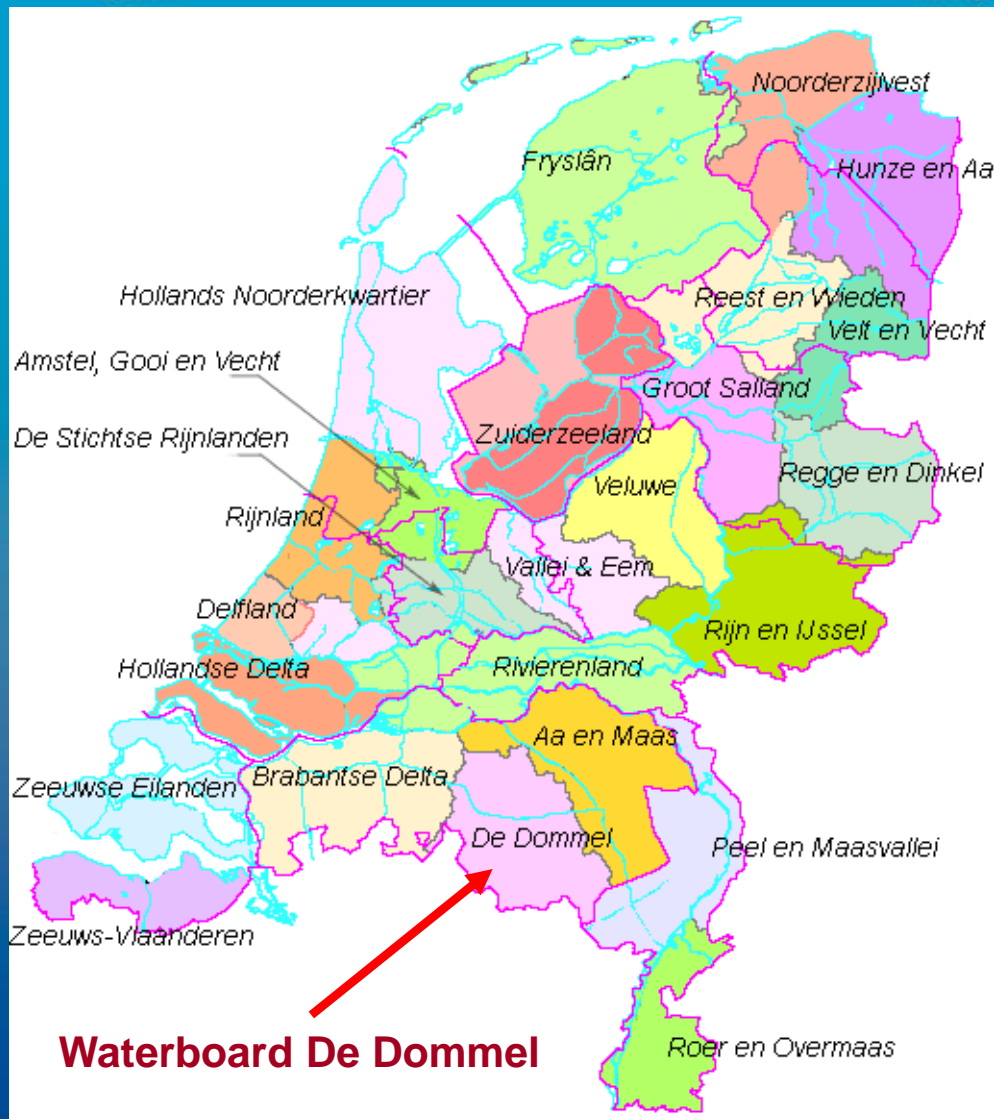 Noorderzijlvest
Fryslân
Hunze en Aa
Hollands Noorderkwartier
Reest en Wieden
Velt en Vecht
Amstel, Gooi en Vecht
Groot Salland
De Stichtse Rijnlanden
Zuiderzeeland
Regge en Dinkel
Veluwe
Rijnland
Vallei & Eem
Delfland
Rijn en IJssel
Hollandse Delta
Rivierenland
Aa en Maas
Brabantse Delta
Zeeuwse Eilanden
De Dommel
Peel en Maasvallei
Zeeuws-Vlaanderen
Waterboard De Dommel
Roer en Overmaas